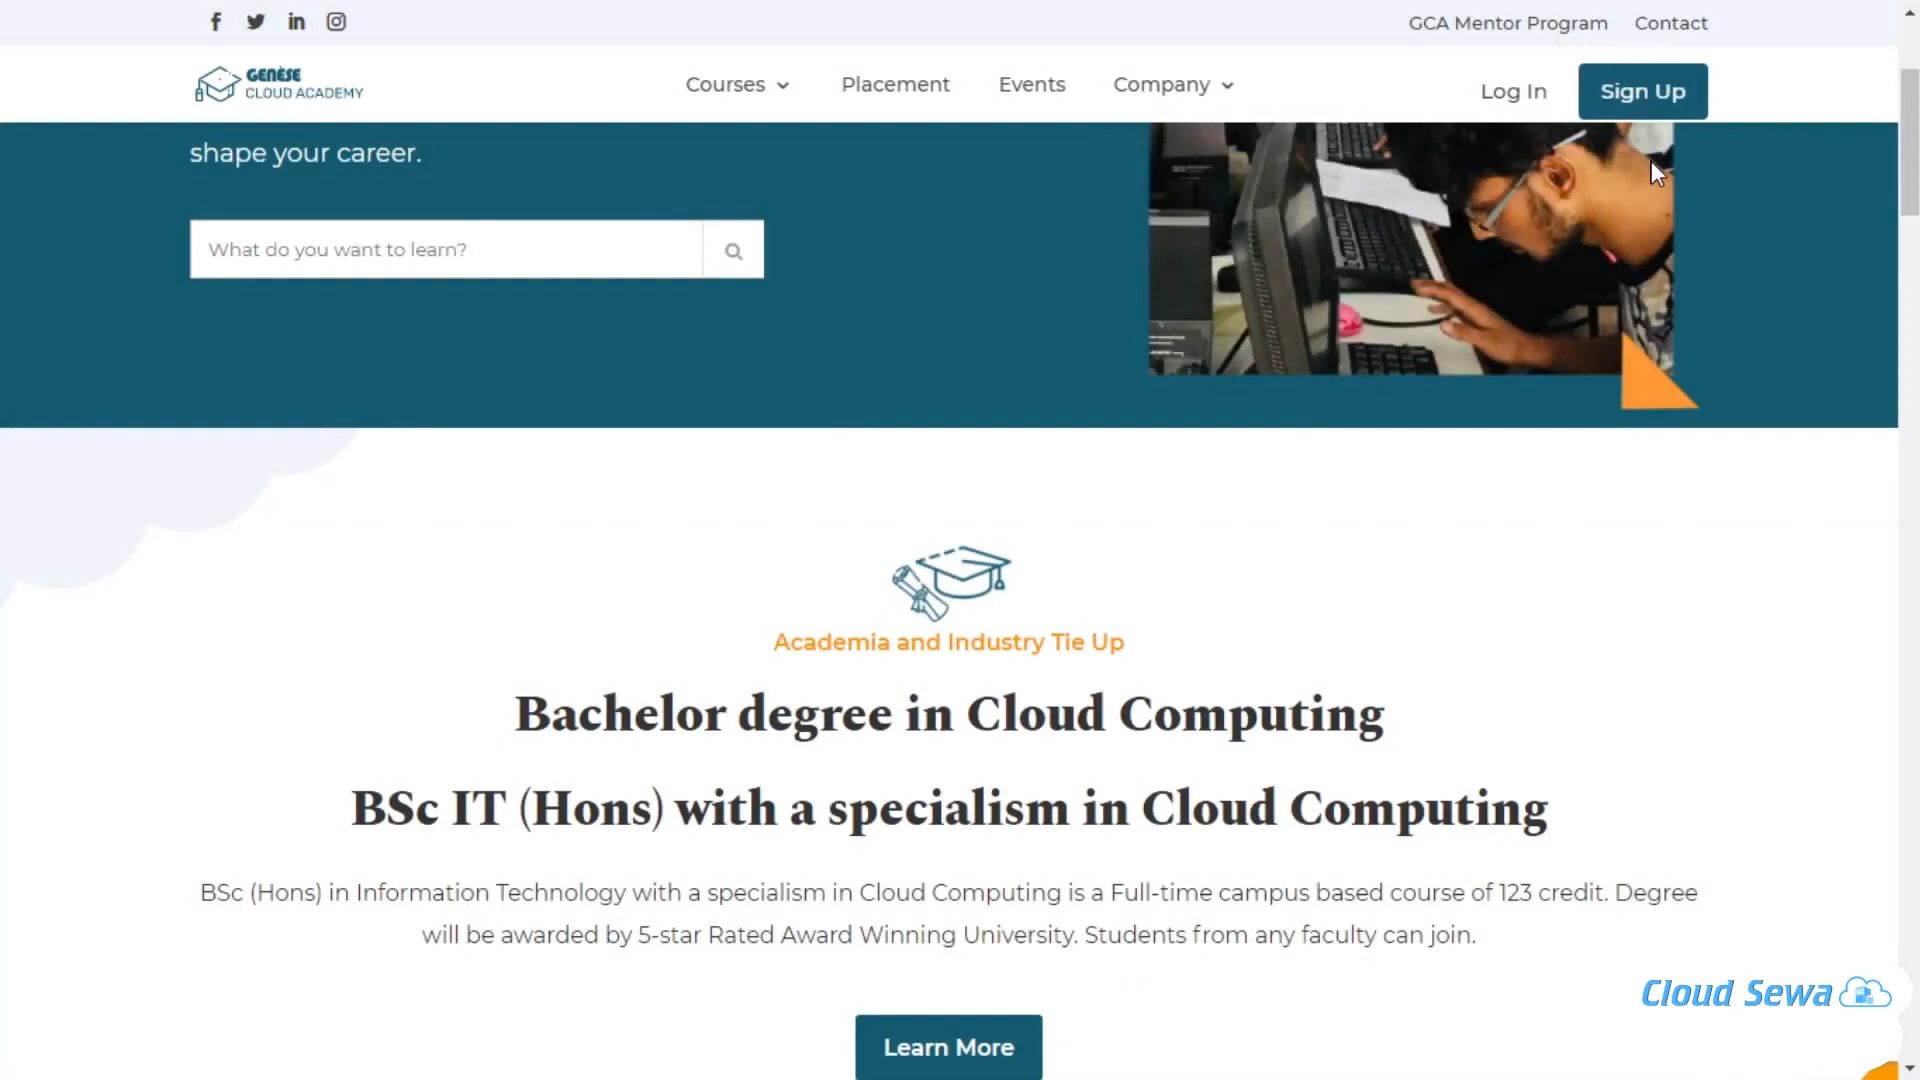 GCA Mentor Program Contact
GENÈSE
CLOUD ACADEMY
Courses Placement Events Company Log In Sign Up
shape your career.
What do you want to learn?
Academia and Industry Tie Up
Bachelor degree in Cloud Computing
BSc IT (Hons) with a specialism in Cloud Computing
BSc (Hons) in Information Technology with a specialism in Cloud Computing is a Full-time campus based course of 123 credit. Degree
will be awarded by 5-star Rated Award Winning University. Students from any faculty can join.
Cloud Sewa
Learn More